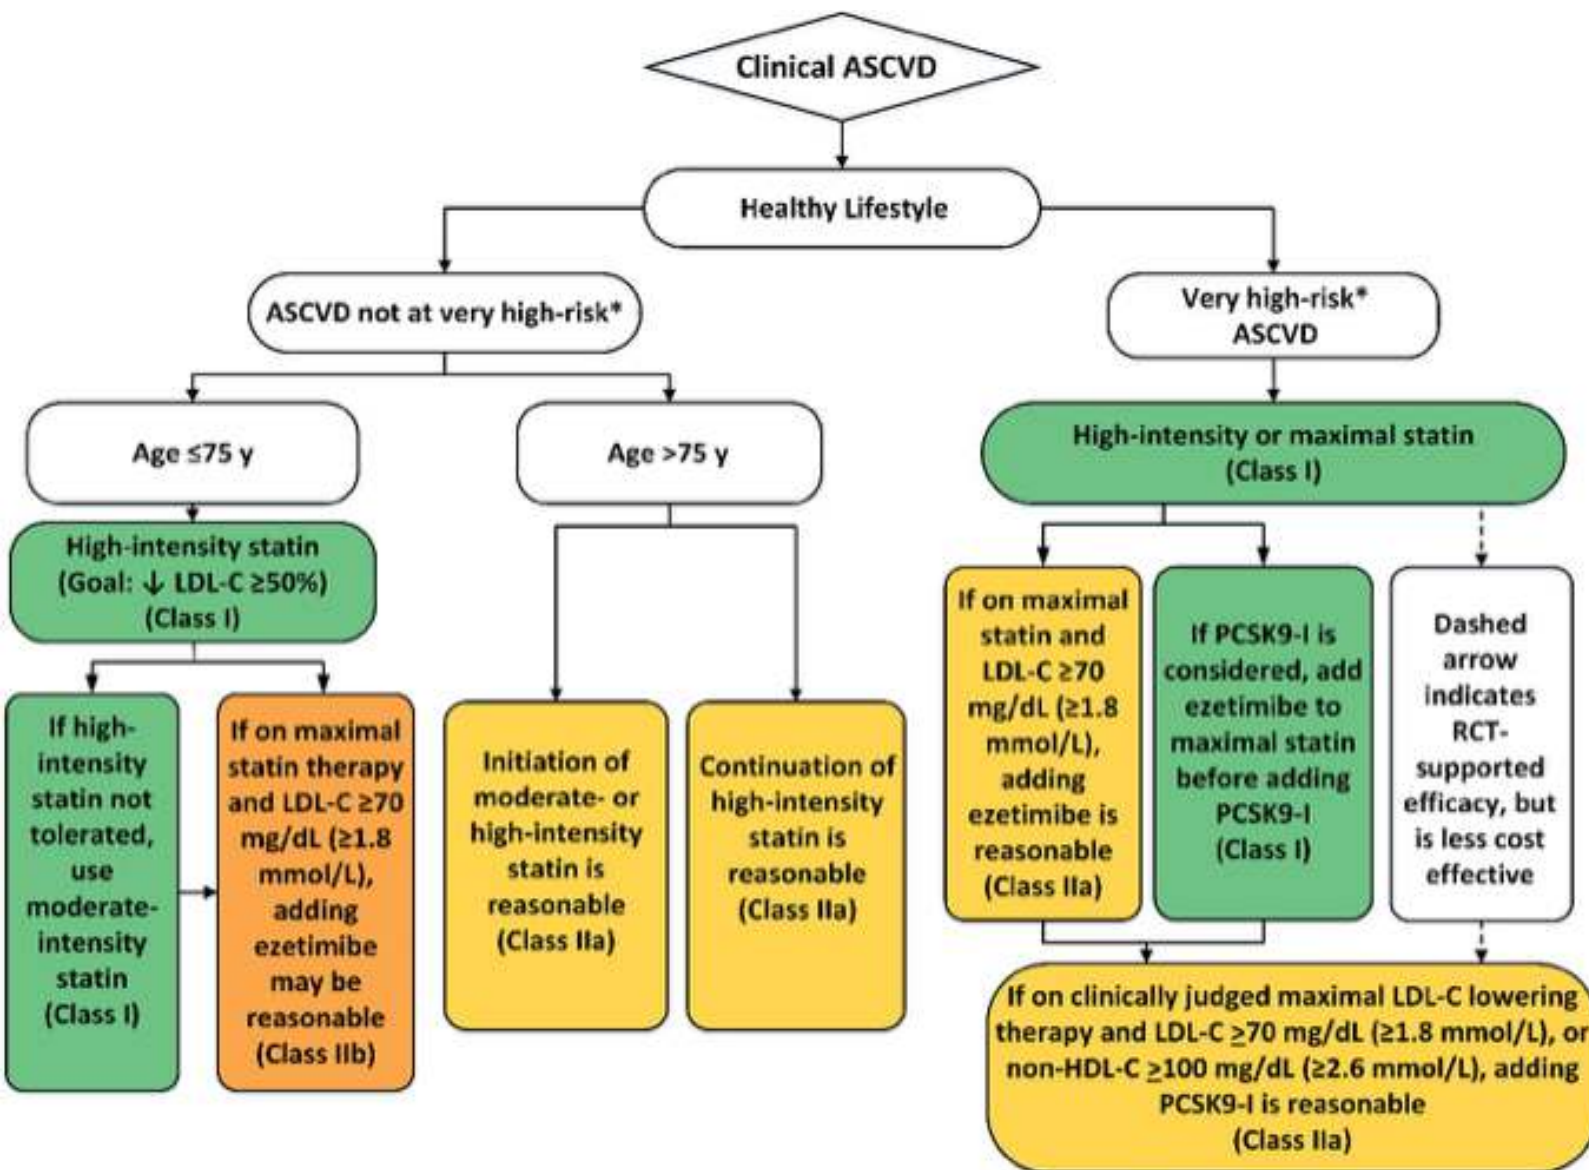 Clinical ASCVD
Healthy Lifestyle
ASCVD not at very high-risk*
Very high-risk*
ASCVD
Age ≤75 y
Age >75 y
High-intensity or maximal statin
(Class I)
High-intensity statin
(Goal: ↓ LDL-C ≥50%)
(Class I)
If high-
intensity
statin not
tolerated,
use
moderate-
intensity
statin
(Class I)
If on maximal
statin therapy
and LDL-C ≥70
mg/dL (≥1.8
mmol/L),
adding
ezetimibe
may be
reasonable
(Class IIb)
Initiation of
moderate- or
high-intensity
statin is
reasonable
(Class IIa)
Continuation of
high-intensity
statin is
reasonable
(Class IIa)
If on maximal
statin and
LDL-C ≥70
mg/dL (≥1.8
mmol/L),
adding
ezetimibe is
reasonable
(Class IIa)
If PCSK9-I is
considered, add
ezetimibe to
maximal statin
before adding
PCSK9-I
(Class I)
Dashed
arrow
indicates
RCT-
supported
efficacy, but
is less cost
effective
If on clinically judged maximal LDL-C lowering
therapy and LDL-C ≥70 mg/dL (≥1.8 mmol/L), or
non-HDL-C ≥100 mg/dL (≥2.6 mmol/L), adding
PCSK9-I is reasonable
(Class IIa)